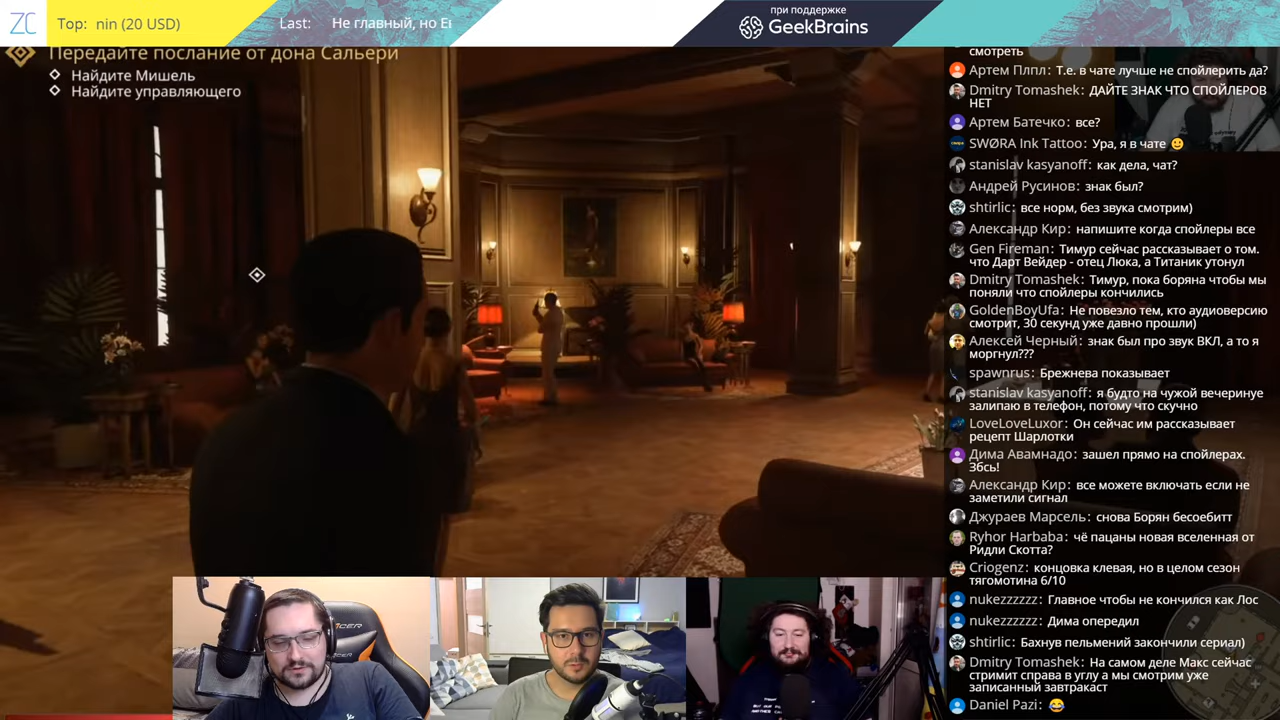 ZC
Top: nin (20 USD)
Last: Не главный, но Еı
при поддержке
GeekBrains
Передайте послание от дона Сальери
Найдите Мишель
Найдите управляющего
смотреть
Артем Плпл: Т.е. в чате лучше не спойлерить да?
Dmitry Tomashek: ДАЙТЕ ЗНАК ЧТО СПОЙЛЕРОВ
НЕТ
Артем Батечко: все?
SWØRA Ink Tattoo: Ура, я в чате
stanislav kasyanoff: как дела, чат?
Андрей Русинов: знак был?
shtirlic: все норм, без звука смотрим)
Александр Кир: напишите когда спойлеры все
Gen Fireman: Тимур сейчас рассказывает о том.
что Дарт Вейдер - отец Люка, а Титаник утонул
Dmitry Tomashek: Тимур, пока боряна чтобы мы
поняли что спойлеры кончились
GoldenBoyUfa: Не повезло тем, кто аудиоверсию
смотрит, 30 секунд уже давно прошли)
Алексей Черный: знак был про звук ВКЛ, а то я
моргнул???
spawnrus: Брежнева показывает
stanislav kasyanoff: я будто на чужой вечеринуе
залипаю в телефон, потому что скучно
LoveLoveLuxor: Он сейчас им рассказывает
рецепт Шарлотки
Дима Авамнадо: зашел прямо на спойлерах.
Збсь!
Александр Кир: все можете включать если не
заметили сигнал
Джураев Марсель: снова Борян бесоебитт
Ryhor Harbaba: чё пацаны новая вселенная от
Ридли Скотта?
Criogenz: концовка клевая, но в целом сезон
тягомотина 6/10
nukezzzzzz: Главное чтобы не кончился как Лос
nukezzzzzz: Дима опередил
shtirlic: Бахнув пельмений закончили сериал)
Dmitry Tomashek: На самом деле Макс сейчас
стримит справа в углу а мы смотрим уже
записанный завтракаст
Daniel Pazi: